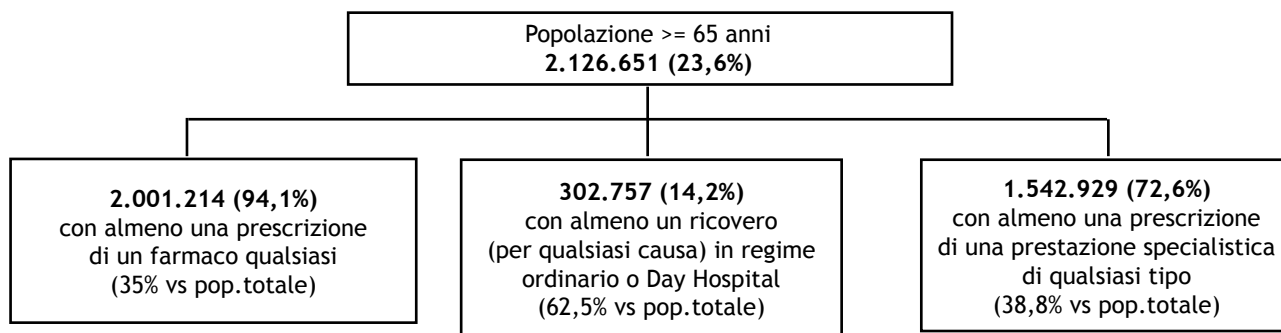 Popolazione >= 65 anni
2.126.651 (23,6%)
2.001.214 (94,1%)
con almeno una prescrizione
di un farmaco qualsiasi
(35% vs pop.totale)
302.757 (14,2%)
con almeno un ricovero
(per qualsiasi causa) in regime
ordinario o Day Hospital
(62,5% vs pop.totale)
1.542.929 (72,6%)
con almeno una prescrizione
di una prestazione specialistica
di qualsiasi tipo
(38,8% vs pop.totale)